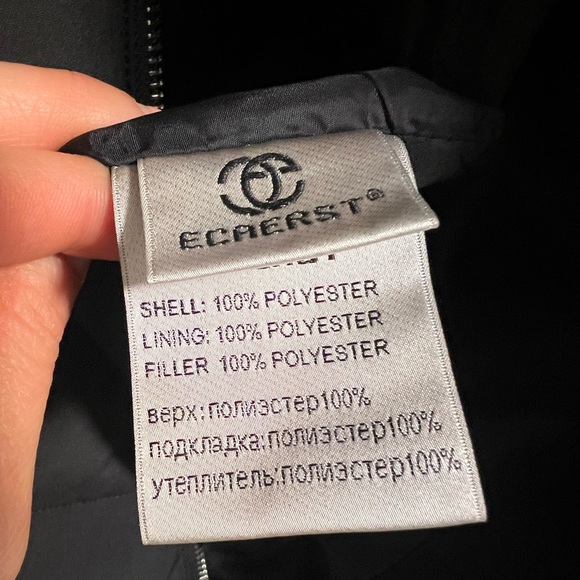 ECAERST®
SHELL: 100% POLYESTER
LINING: 100% POLYESTER
FILLER 100% POLYESTER
верх:полиэстер100%
подкладка:полиэстер100%
утеплитель:полиэстер100%